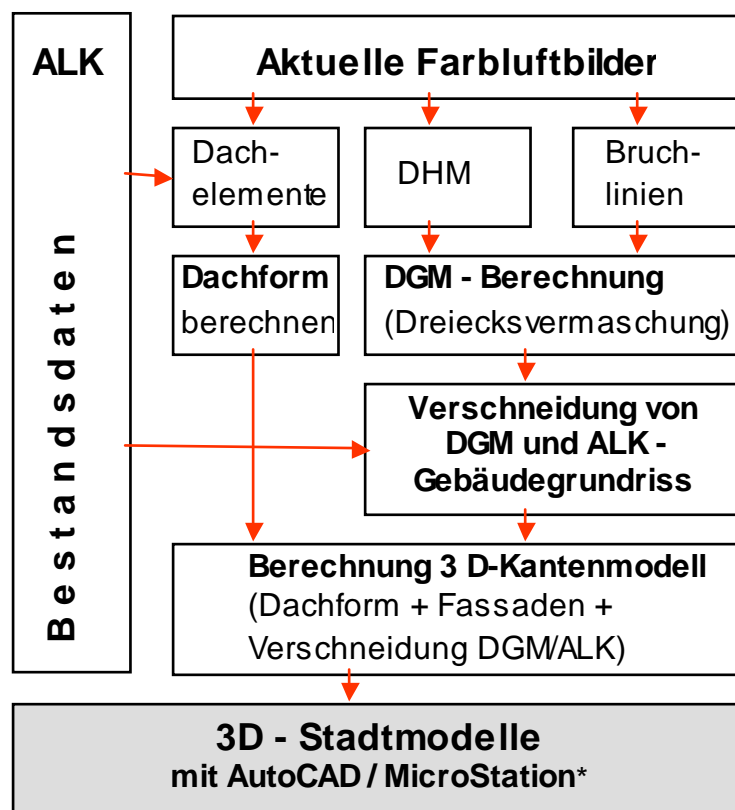 ALK
Bestandsdaten
Aktuelle Farbluftbilder
Dach-
elemente
DHM
Bruch-
linien
Dachform
berechnen
DGM - Berechnung
(Dreiecksvermaschung)
Verschneidung von
DGM und ALK -
Gebäudegrundriss
Berechnung 3 D-Kantenmodell
(Dachform + Fassaden +
Verschneidung DGM/ALK)
3D - Stadtmodelle
mit AutoCAD / MicroStation*